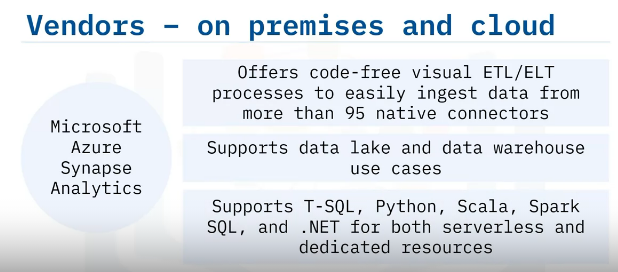 Vendors – on premises and cloud
Microsoft
Azure
Synapse
Analytics
Offers code-free visual ETL/ELT
processes to easily ingest data from
more than 95 native connectors
Supports data lake and data warehouse
use cases
Supports T-SQL, Python, Scala, Spark
SQL, and .NET for both serverless and
dedicated resources